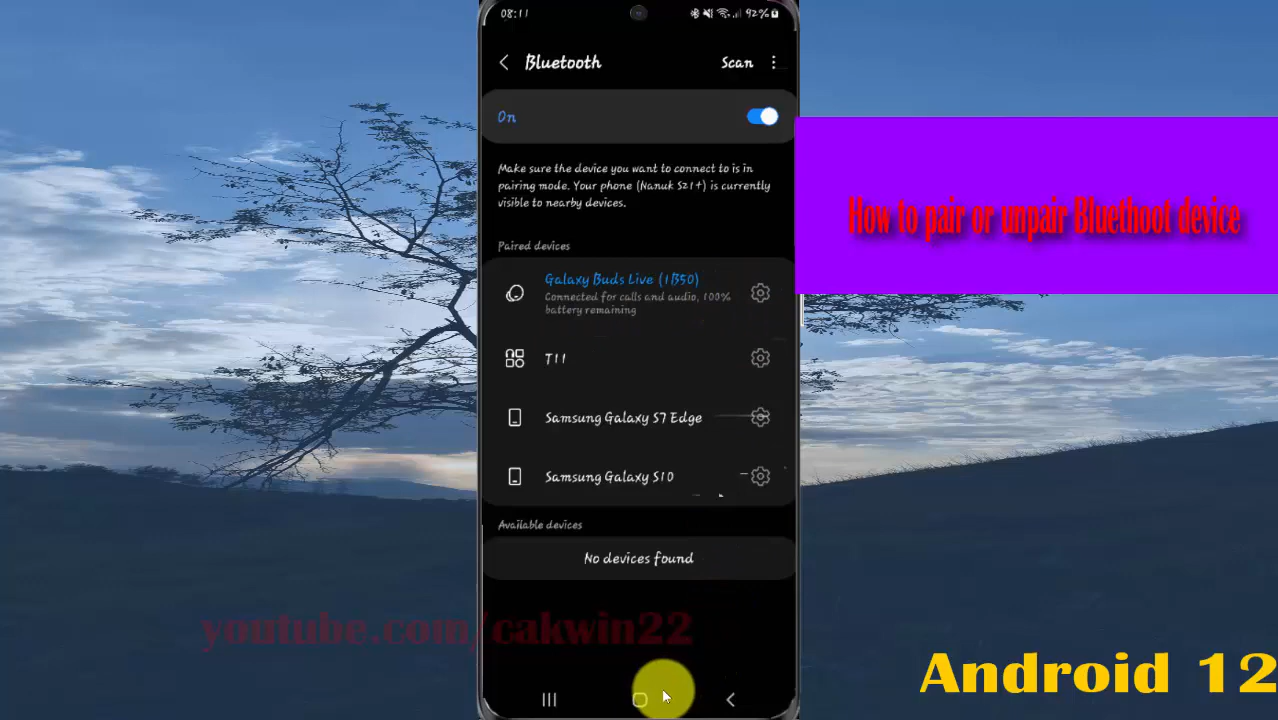 08:11
92%
Bluetooth
Scan
On
Make sure the device you want to connect to is in
pairing mode. Your phone (Nanuk S21+) is currently
visible to nearby devices.
Paired devices
Galaxy Buds Live (1B50)
Connected for calls and audio, 100%
battery remaining
T11
Samsung Galaxy S7 Edge
Samsung Galaxy S10
Available devices
No devices found
How to pair or unpair Bluethoot device
youtube.com/cakwin22
Android 12